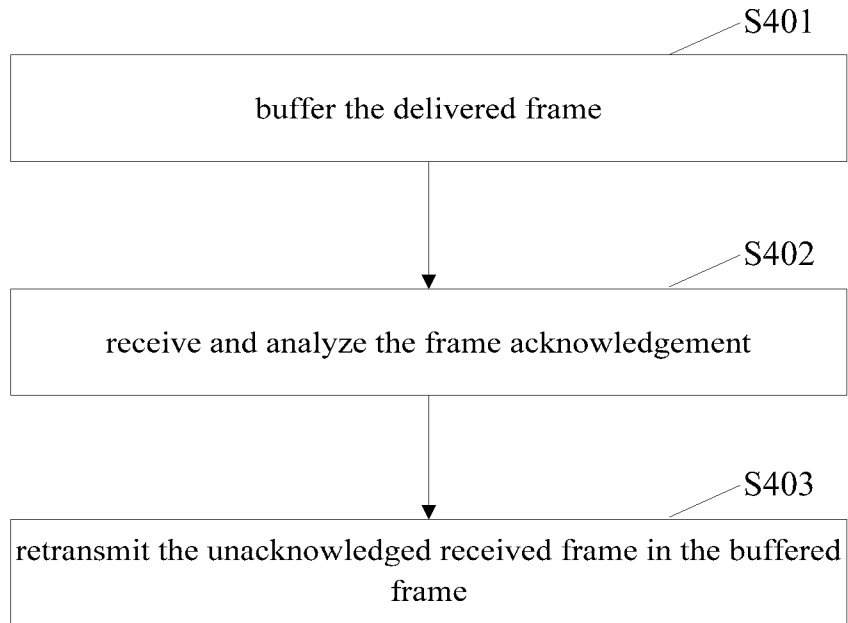 S401
buffer the delivered frame
S402
receive and analyze the frame acknowledgement
S403
retransmit the unacknowledged received frame in the buffered
frame